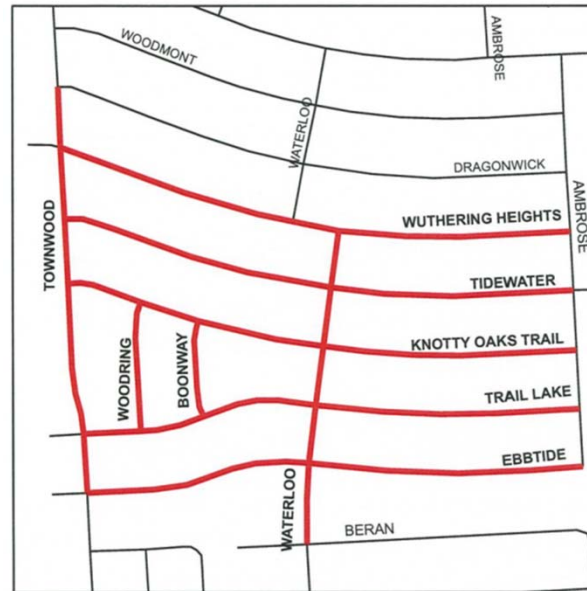 WOODMONT
AMBROSE
WATERLOO
DRAGONWICK
WUTHERING HEIGHTS
AMBROSE
TOWNWOOD
TIDEWATER
KNOTTY OAKS TRAIL
WOODRING
BOONWAY
TRAIL LAKE
EBBTIDE
WATERLOO
BERAN